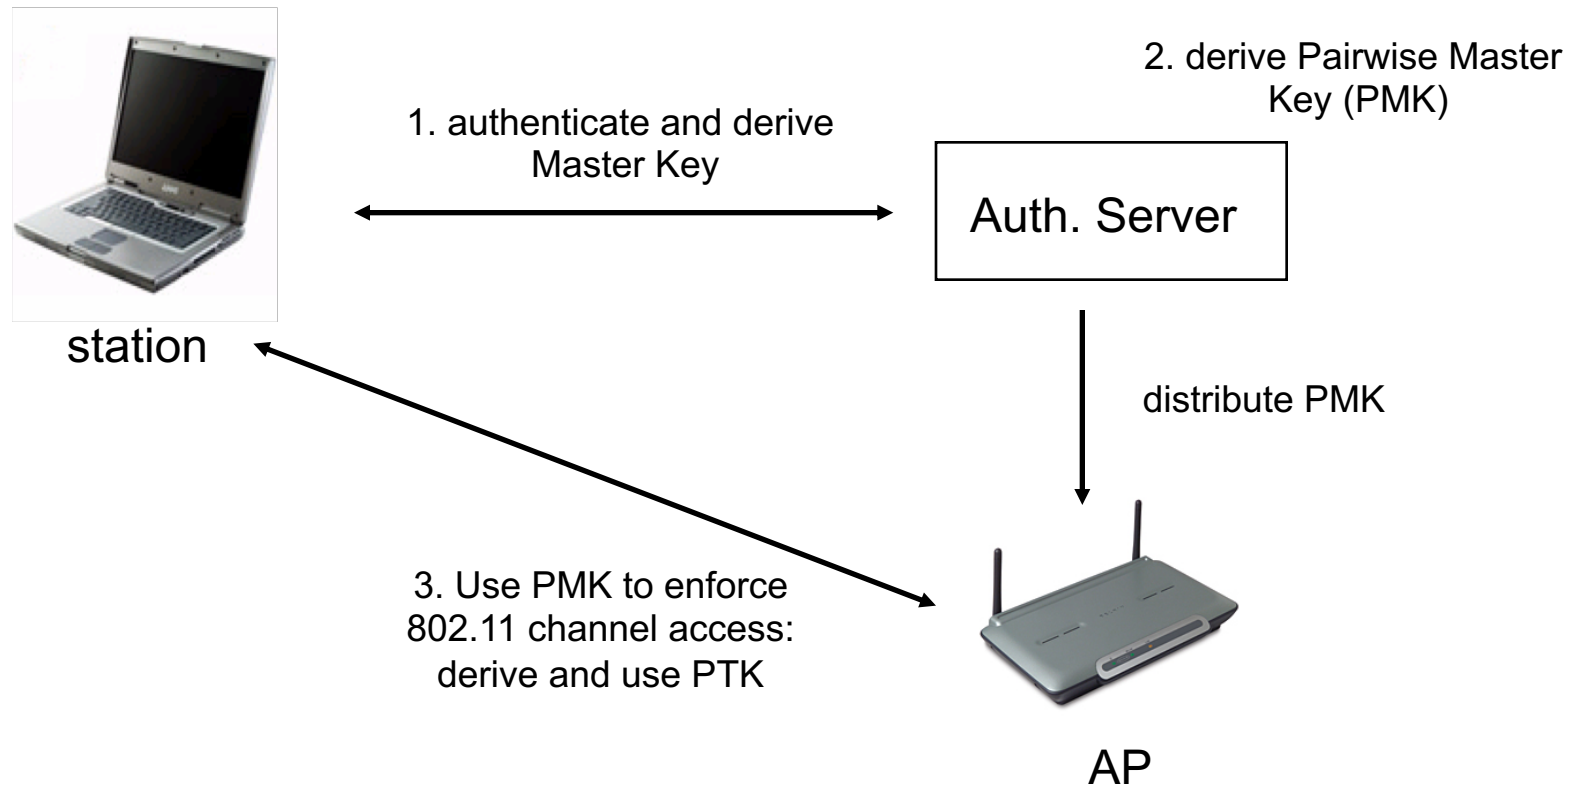 2. derive Pairwise Master
Key (PMK)
1. authenticate and derive
Master Key
Auth. Server
station
distribute PMK
3. Use PMK to enforce
802.11 channel access:
derive and use PTK
AP